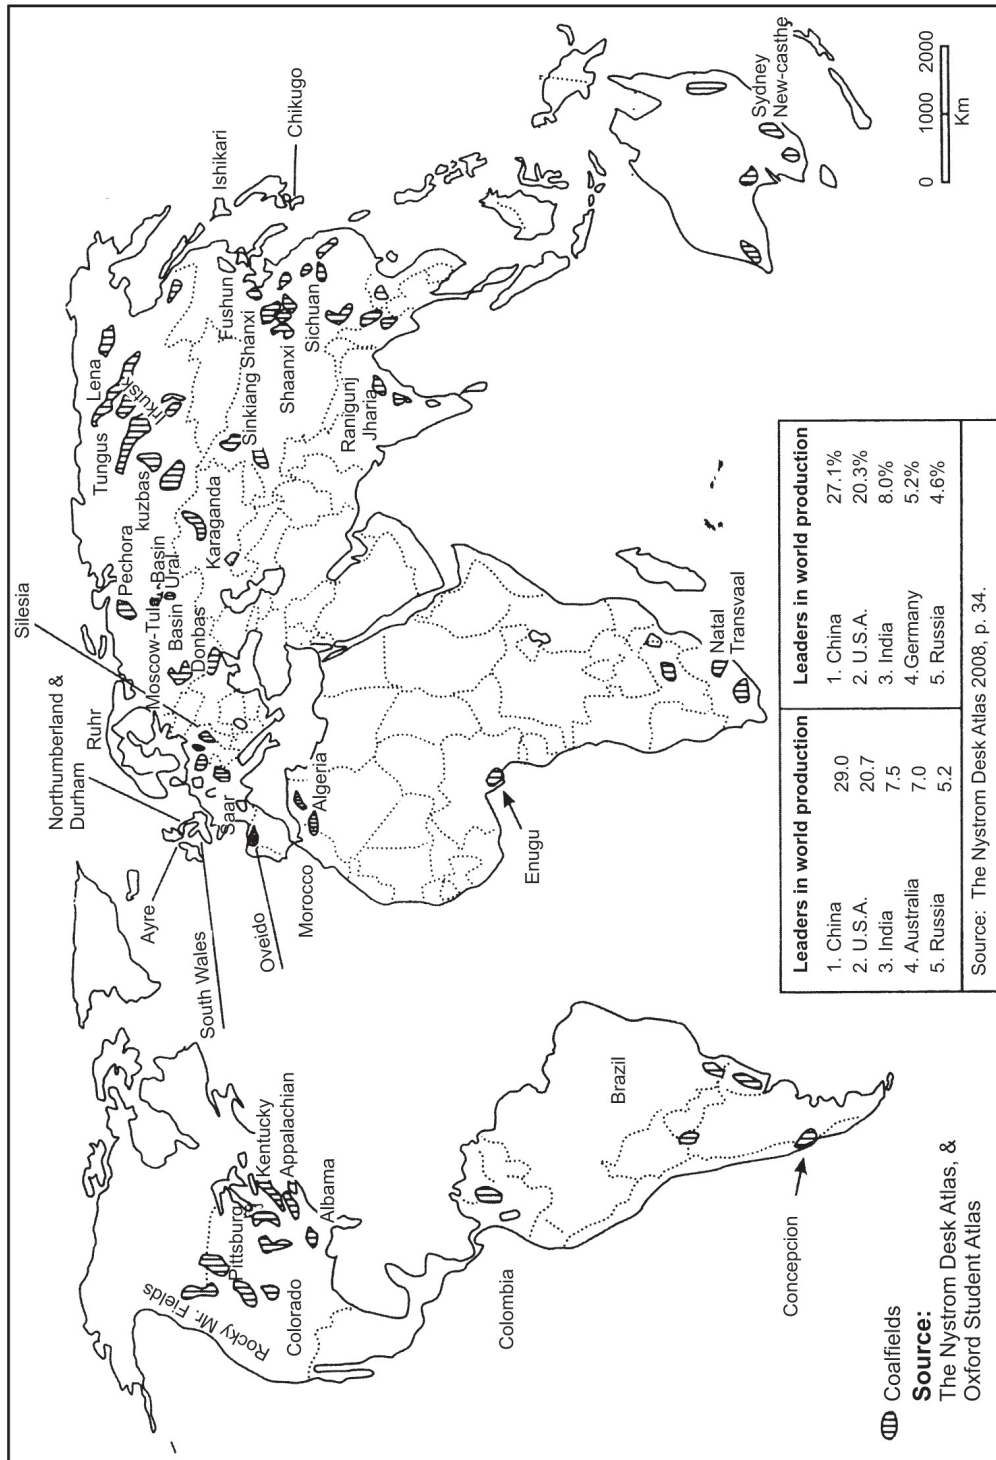 Northumberland &
Durham
Ruhr
Silesia
Ayre
South Wales
Oveido
Saar
Morocco
Algeria
Enugu
Moscow-Tula
Basin
Donbas
Pechora
Basin
Ural
kuzbas
Karaganda
Tungus
Irkutsk
Lena
Sinkiang
Shanxi
Fushun
Shaanxi
Sichuan
Ranigunj
Jharia
Ishikari
Chikugo
Natal
Transvaal
Sydney
New-casthe
0 1000 2000
Km
Rocky Mr. Fields
Pittsburg
Kentucky
Appalachian
Albama
Colorado
Colombia
Brazil
Concepcion
Coalfields
Source:
The Nystrom Desk Atlas, &
Oxford Student Atlas
Leaders in world production
1. China 29.0
2. U.S.A. 20.7
3. India 7.5
4. Australia 7.0
5. Russia 5.2
Leaders in world production
1. China 27.1%
2. U.S.A. 20.3%
3. India 8.0%
4.Germany 5.2%
5. Russia 4.6%
Source: The Nystrom Desk Atlas 2008, p. 34.